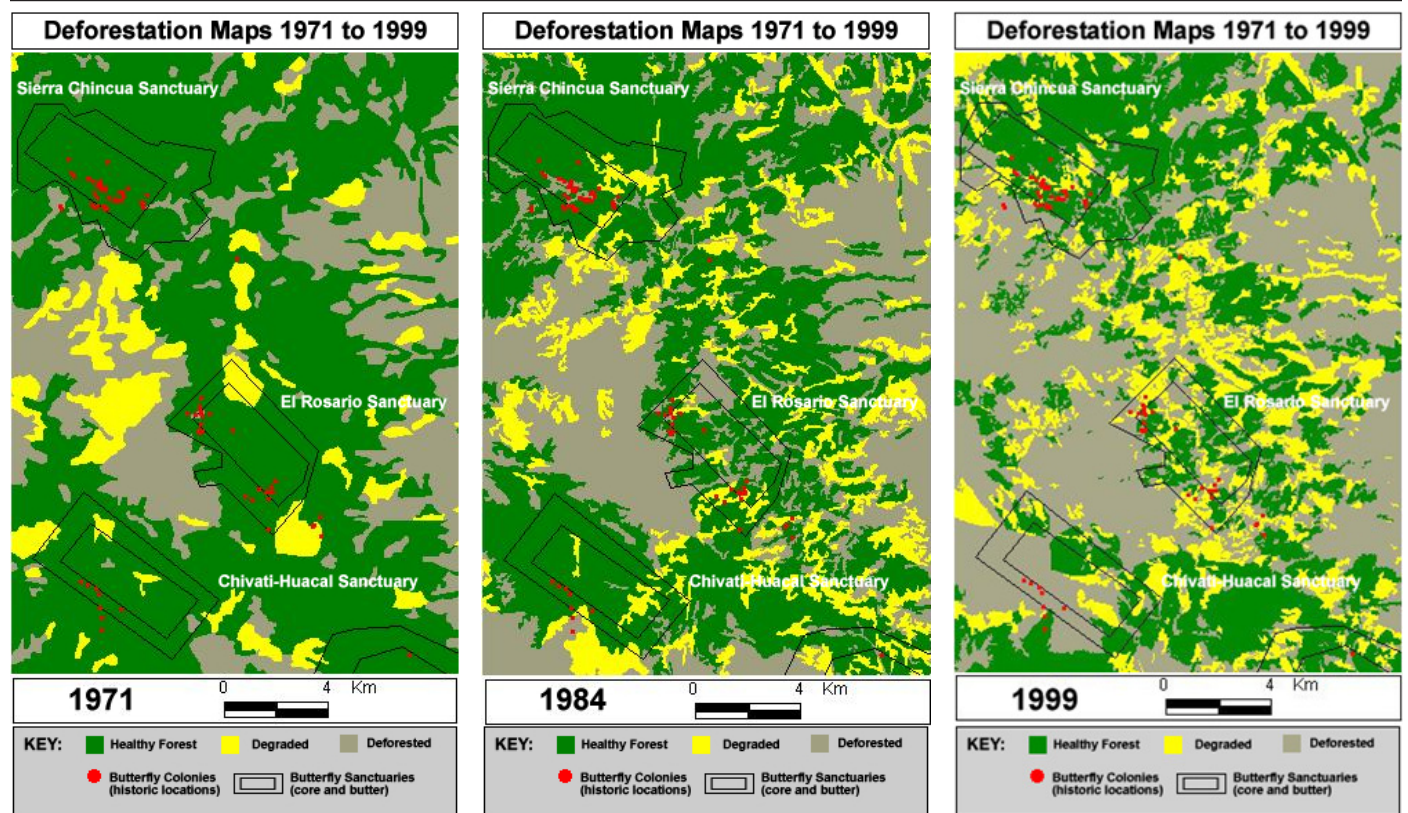 Deforestation Maps 1971 to 1999
Sierra Chincua Sanctuary
El Rosario Sanctuary
Chivati-Huacal Sanctuary
1971
0 4 Km
KEY: Healthy Forest Degraded Deforested
Butterfly Colonies
(historic locations)
Butterfly Sanctuaries
(core and butter)
Deforestation Maps 1971 to 1999
Sierra Chincua Sanctuary
El Rosario Sanctuary
Chivati-Huacal Sanctuary
1984
0 4 Km
KEY: Healthy Forest Degraded Deforested
Butterfly Colonies
(historic locations)
Butterfly Sanctuaries
(core and butter)
Deforestation Maps 1971 to 1999
Sierra Chincua Sanctuary
El Rosario Sanctuary
Chivati-Huacal Sanctuary
1999
0 4 Km
KEY: Healthy Forest Degraded Deforested
Butterfly Colonies
(historic locations)
Butterfly Sanctuaries
(core and butter)